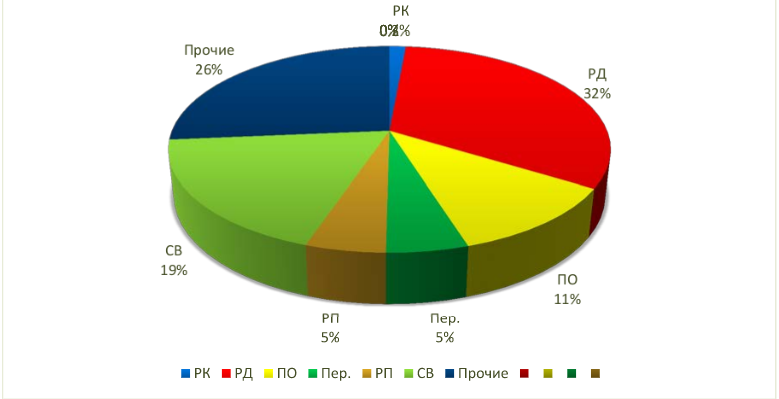 РК
Прочие
26%
РД
32%
СВ
19%
ПО
11%
РП
5%
Пер.
5%
РК РД ПО Пер. РП СВ Прочие